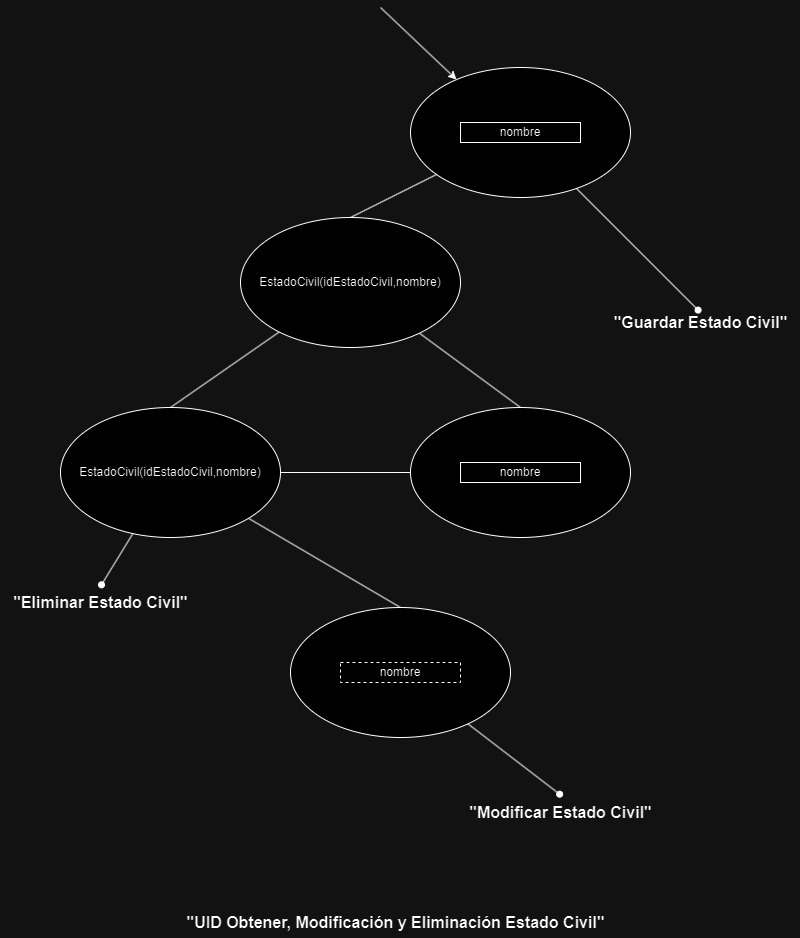 nombre
EstadoCivil(idEstadoCivil,nombre)
"Guardar Estado Civil"
EstadoCivil(idEstadoCivil,nombre)
nombre
"Eliminar Estado Civil"
nombre
"Modificar Estado Civil"
"UID Obtener, Modificación y Eliminación Estado Civil"